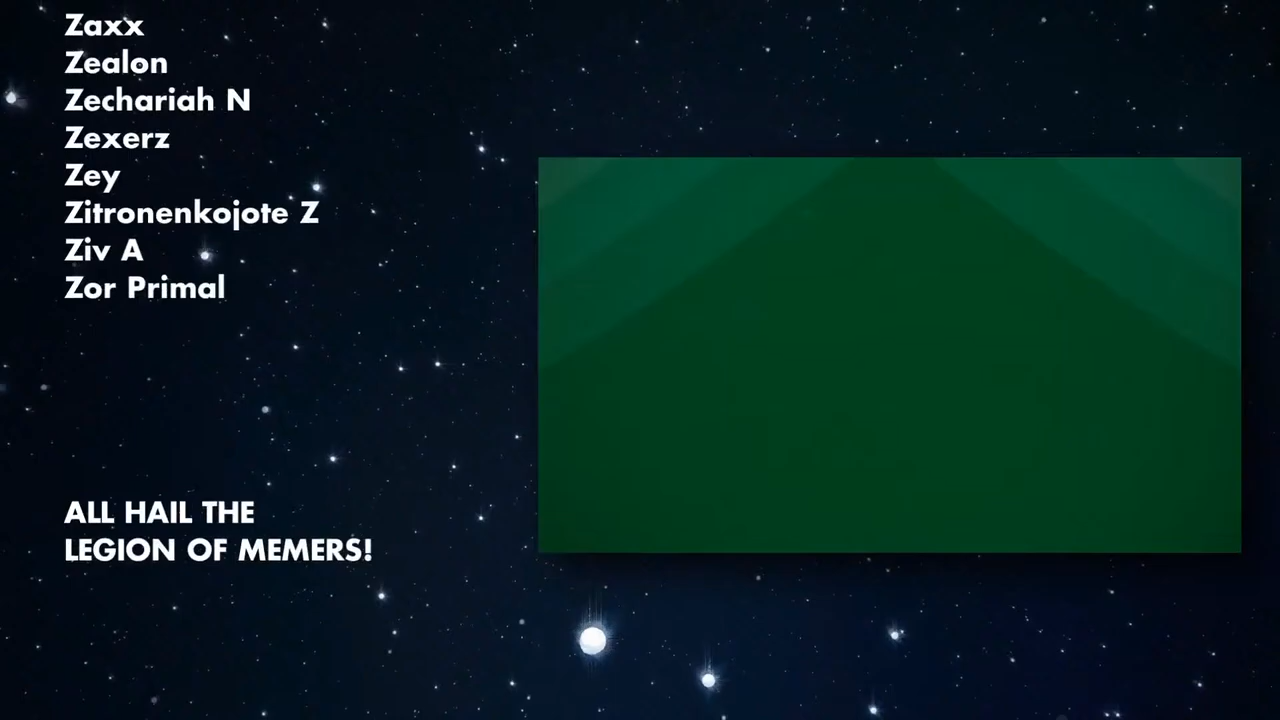 Zaxx
Zealon
Zechariah N
Zexerz
Zey
Zitronenkojote Z
Ziv A
Zor Primal
ALL HAIL THE
LEGION OF MEMERS!